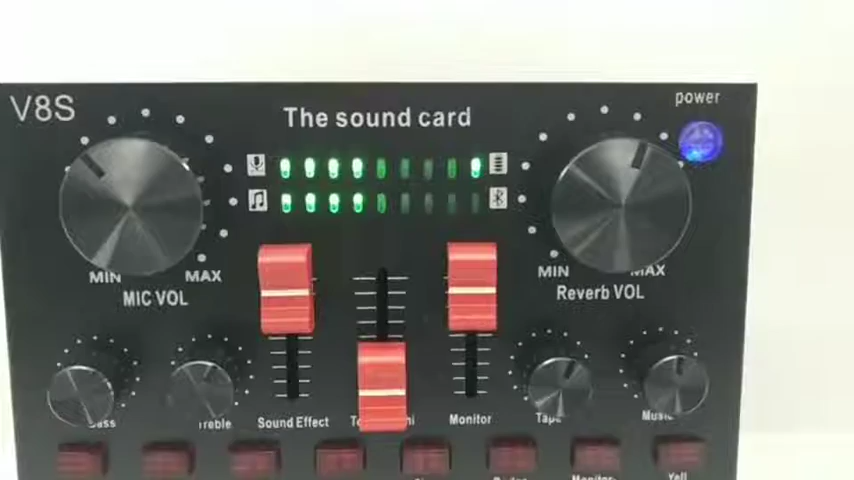 V8S
The sound card
power
MIN
MAX
MIC VOL
MIN
MAX
Reverb VOL
Treble
Sound Effect
Monitor
Tape
Music
Monitor
Yell